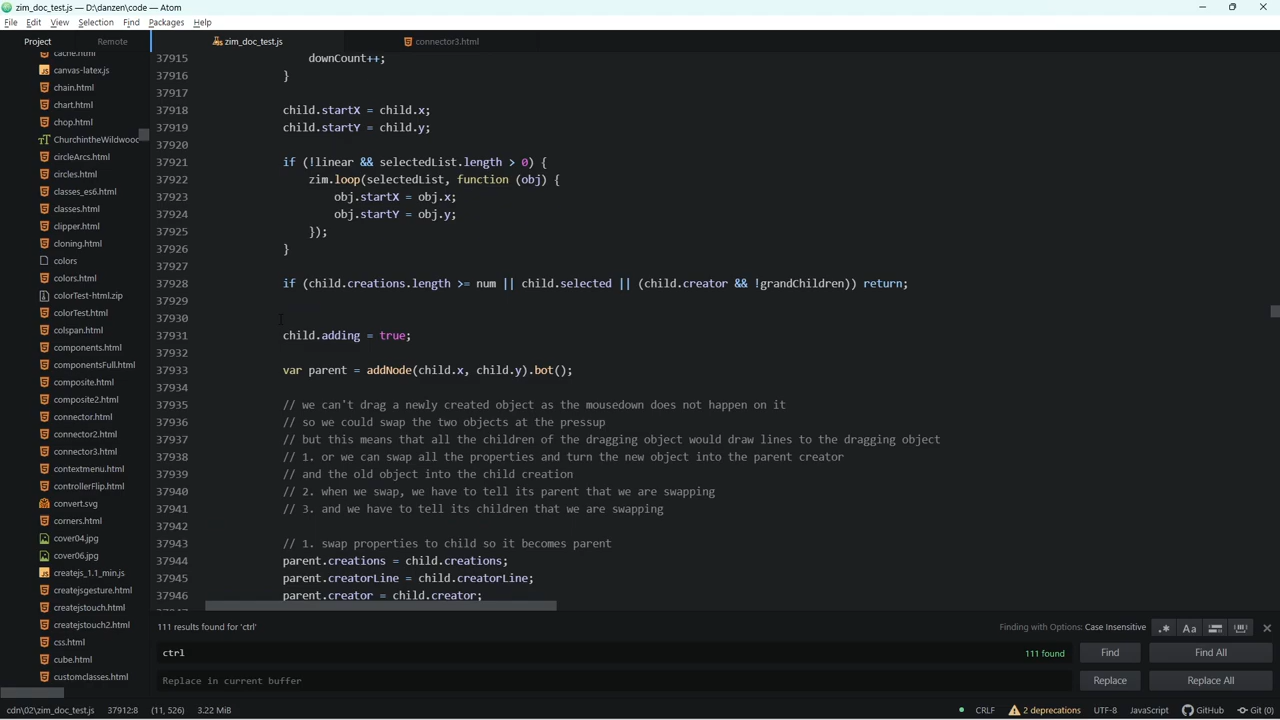 zim_doc_test.js — D:\danzen\code — Atom
File Edit View Selection Find Packages Help
Project Remote
zim_doc_test.js
connector3.html
cache.html
canvas-latex.js
chain.html
chart.html
chop.html
ChurchintheWildwood
circleArcs.html
circles.html
classes_es6.html
classes.html
clipper.html
cloning.html
colors
colors.html
colorTest-html.zip
colorTest.html
colspan.html
components.html
componentsFull.html
composite.html
composite2.html
connector.html
connector2.html
connector3.html
contextmenu.html
controllerFlip.html
convert.svg
corners.html
cover04.jpg
cover06.jpg
createjs_1.1_min.js
createjsgesture.html
createjstouch.html
createjstouch2.html
css.html
cube.html
customclasses.html
37915 downCount++;
37916 }
37917
37918 child.startX = child.x;
37919 child.startY = child.y;
37920
37921 if (!linear && selectedList.length > 0) {
37922 zim.loop(selectedList, function (obj) {
37923 obj.startX = obj.x;
37924 obj.startY = obj.y;
37925 });
37926 }
37927
37928 if (child.creations.length >= num || child.selected || (child.creator && !grandChildren)) return;
37929
37930
37931 child.adding = true;
37932
37933 var parent = addNode(child.x, child.y).bot();
37934
37935 // we can't drag a newly created object as the mousedown does not happen on it
37936 // so we could swap the two objects at the pressup
37937 // but this means that all the children of the dragging object would draw lines to the dragging object
37938 // 1. or we can swap all the properties and turn the new object into the parent creator
37939 // and the old object into the child creation
37940 // 2. when we swap, we have to tell its parent that we are swapping
37941 // 3. and we have to tell its children that we are swapping
37942
37943 // 1. swap properties to child so it becomes parent
37944 parent.creations = child.creations;
37945 parent.creatorLine = child.creatorLine;
37946 parent.creator = child.creator;
111 results found for 'ctrl'
Finding with Options: Case Insensitive
.* Aa
ctrl
111 found
Find
Find All
Replace in current buffer
Replace
Replace All
cdn\02\zim_doc_test.js 37912:8 (11, 526) 3.22 MiB
CRLF 2 deprecations UTF-8 JavaScript GitHub Git (0)